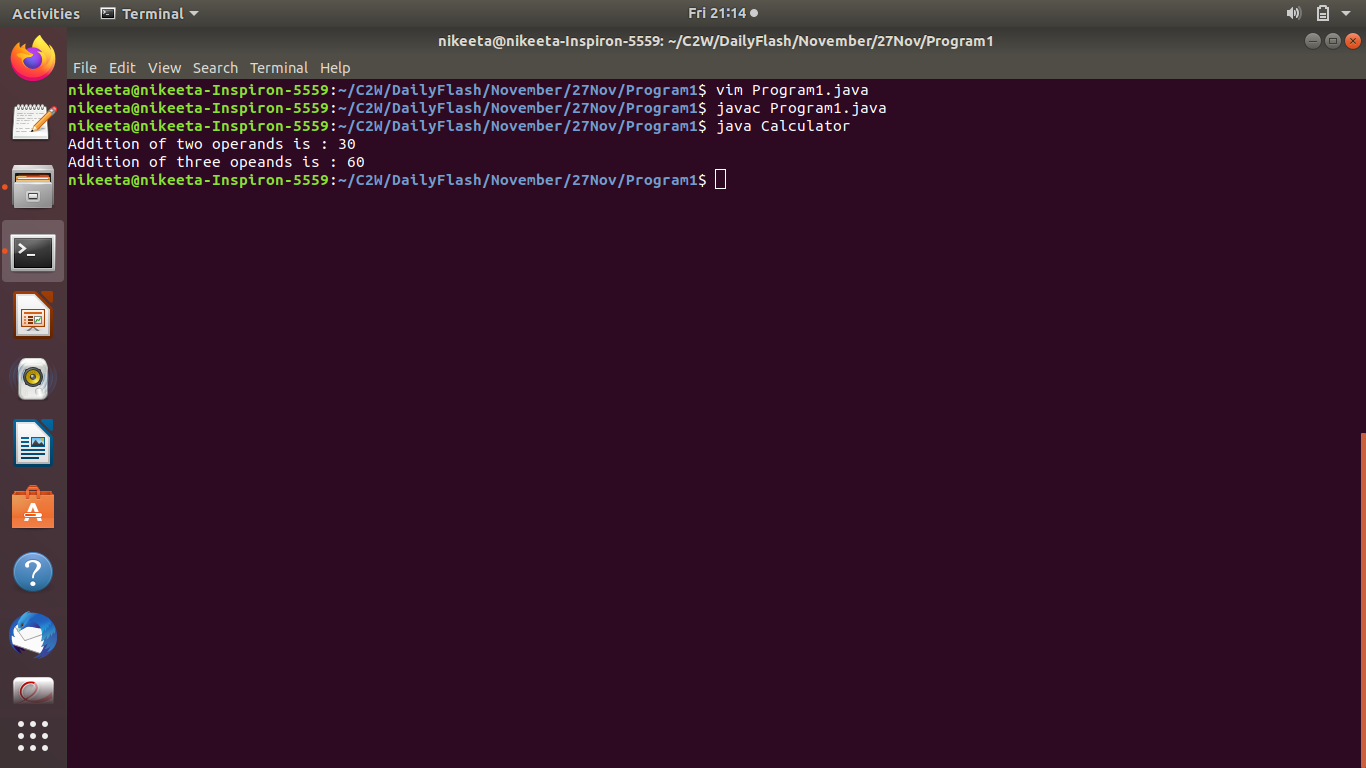 Activities Terminal Fri 21:14
nikeeta@nikeeta-Inspiron-5559: ~/C2W/DailyFlash/November/27Nov/Program1
File Edit View Search Terminal Help
nikeeta@nikeeta-Inspiron-5559:~/C2W/DailyFlash/November/27Nov/Program1$ vim Program1.java
nikeeta@nikeeta-Inspiron-5559:~/C2W/DailyFlash/November/27Nov/Program1$ javac Program1.java
nikeeta@nikeeta-Inspiron-5559:~/C2W/DailyFlash/November/27Nov/Program1$ java Calculator
Addition of two operands is : 30
Addition of three opeands is : 60
nikeeta@nikeeta-Inspiron-5559:~/C2W/DailyFlash/November/27Nov/Program1$